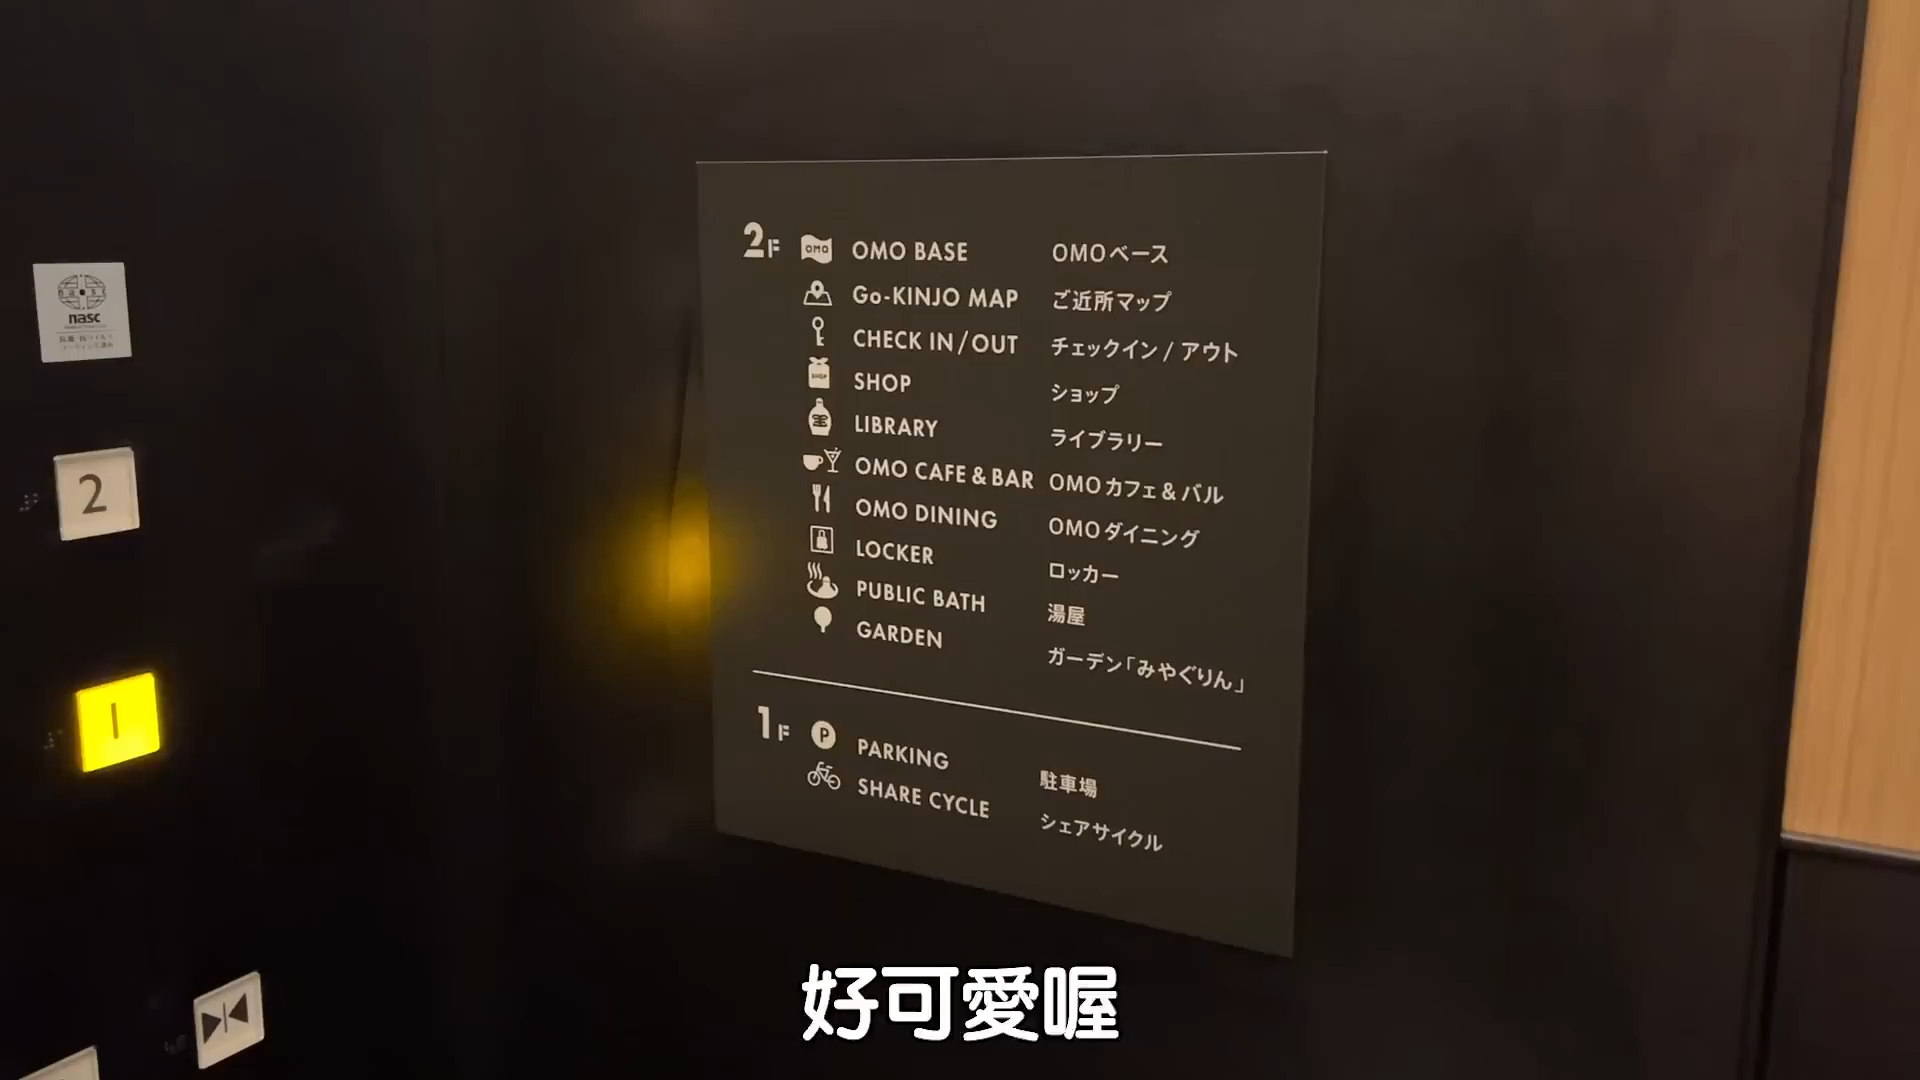 2F OMO OMO BASE OMOベース
Go-KINJO MAP ご近所マップ
CHECK IN / OUT チェックイン / アウト
SHOP SHOP ショップ
LIBRARY ライブラリー
OMO CAFE & BAR OMOカフェ&バル
OMO DINING OMOダイニング
LOCKER ロッカー
PUBLIC BATH 湯屋
GARDEN ガーデン「みやぐりん」
1F P PARKING 駐車場
SHARE CYCLE シェアサイクル
nasc
2
1
好可愛喔